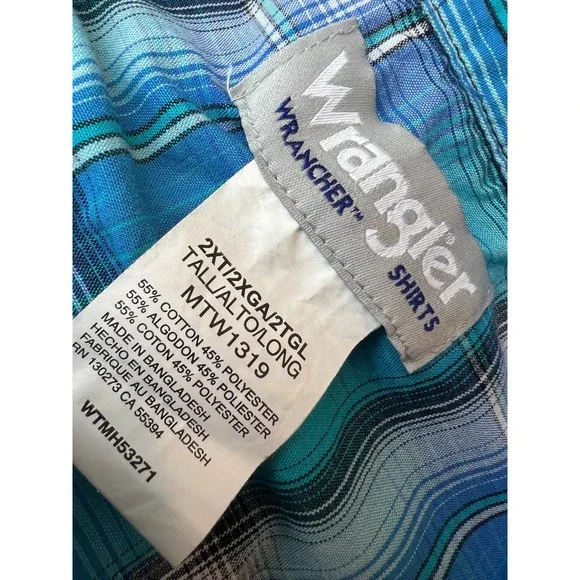 Wrangler®
WRANCHER™ SHIRTS
2XT/2XGA/2TGL
TALL/ALTO/LONG
MTW1319
55% COTTON 45% POLYESTER
55% ALGODON 45% POLIESTER
55% COTON 45% POLYESTER
MADE IN BANGLADESH
HECHO EN BANGLADESH
FABRIQUE AU BANGLADESH
RN 130273 CA 55394
WTMH53271